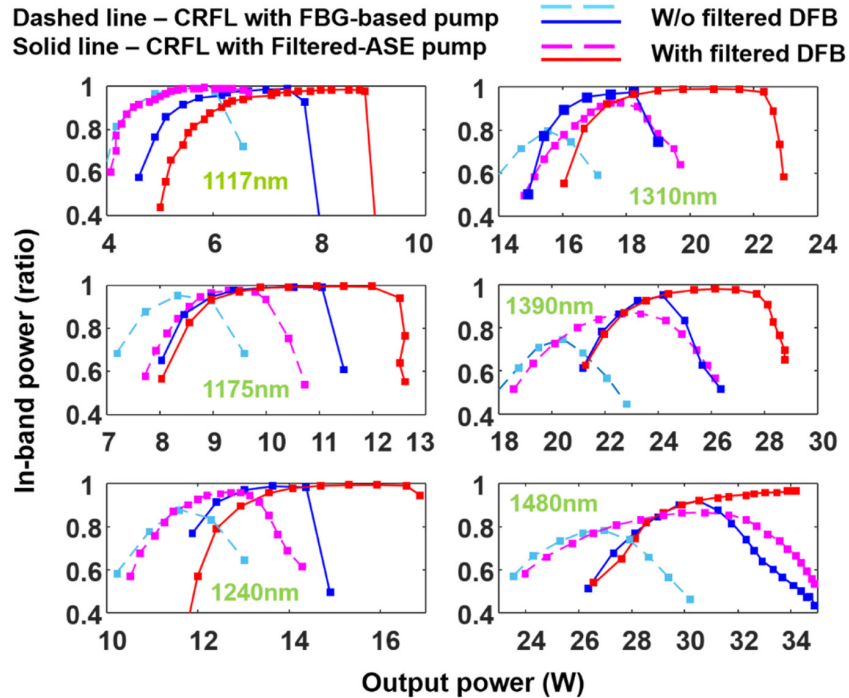 Dashed line – CRFL with FBG-based pump
Solid line – CRFL with Filtered-ASE pump
W/o filtered DFB
With filtered DFB
In-band power (ratio)
1
0.8
0.6
0.4
4 6 8 10
1117nm
1
0.8
0.6
0.4
14 16 18 20 22 24
1310nm
1
0.8
0.6
0.4
7 8 9 10 11 12 13
1175nm
1
0.8
0.6
0.4
18 20 22 24 26 28 30
1390nm
1
0.8
0.6
0.4
10 12 14 16
1240nm
1
0.8
0.6
0.4
24 26 28 30 32 34
1480nm
Output power (W)